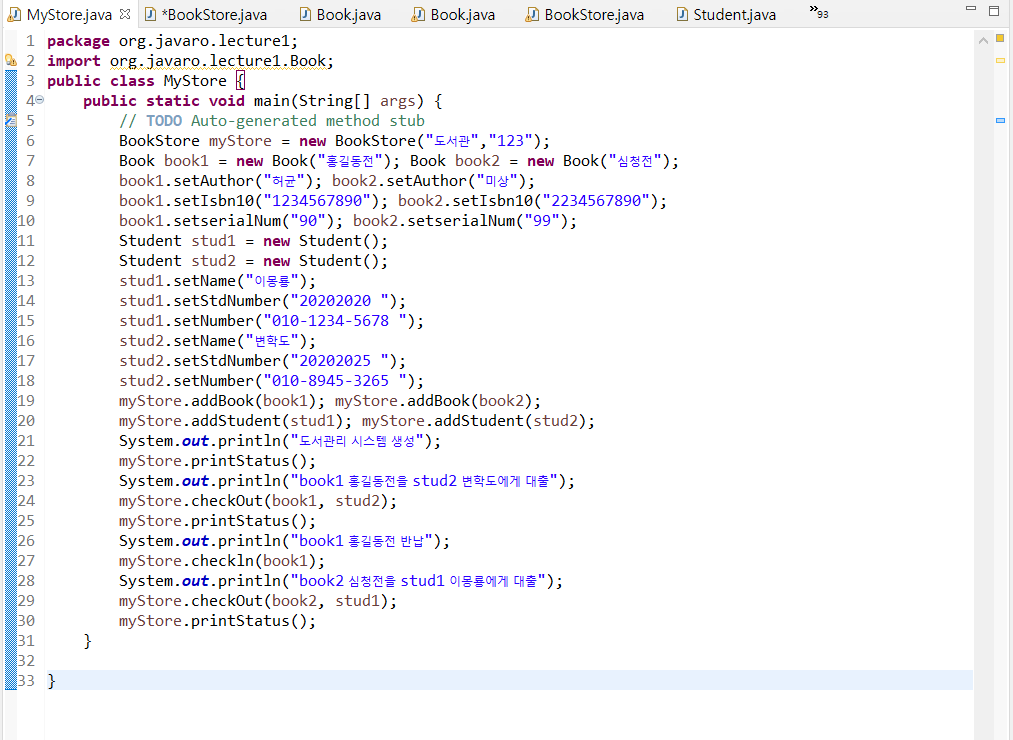 MyStore.java *BookStore.java Book.java Book.java BookStore.java Student.java »93
1 package org.javaro.lecture1;
2 import org.javaro.lecture1.Book;
3 public class MyStore {
4 public static void main(String[] args) {
5 // TODO Auto-generated method stub
6 BookStore myStore = new BookStore("도서관","123");
7 Book book1 = new Book("홍길동전"); Book book2 = new Book("심청전");
8 book1.setAuthor("허균"); book2.setAuthor("미상");
9 book1.setIsbn10("1234567890"); book2.setIsbn10("2234567890");
10 book1.setserialNum("90"); book2.setserialNum("99");
11 Student stud1 = new Student();
12 Student stud2 = new Student();
13 stud1.setName("이몽룡");
14 stud1.setStdNumber("20202020 ");
15 stud1.setNumber("010-1234-5678 ");
16 stud2.setName("변학도");
17 stud2.setStdNumber("20202025 ");
18 stud2.setNumber("010-8945-3265 ");
19 myStore.addBook(book1); myStore.addBook(book2);
20 myStore.addStudent(stud1); myStore.addStudent(stud2);
21 System.out.println("도서관리 시스템 생성");
22 myStore.printStatus();
23 System.out.println("book1 홍길동전을 stud2 변학도에게 대출");
24 myStore.checkOut(book1, stud2);
25 myStore.printStatus();
26 System.out.println("book1 홍길동전 반납");
27 myStore.checkln(book1);
28 System.out.println("book2 심청전을 stud1 이몽룡에게 대출");
29 myStore.checkOut(book2, stud1);
30 myStore.printStatus();
31 }
32
33 }